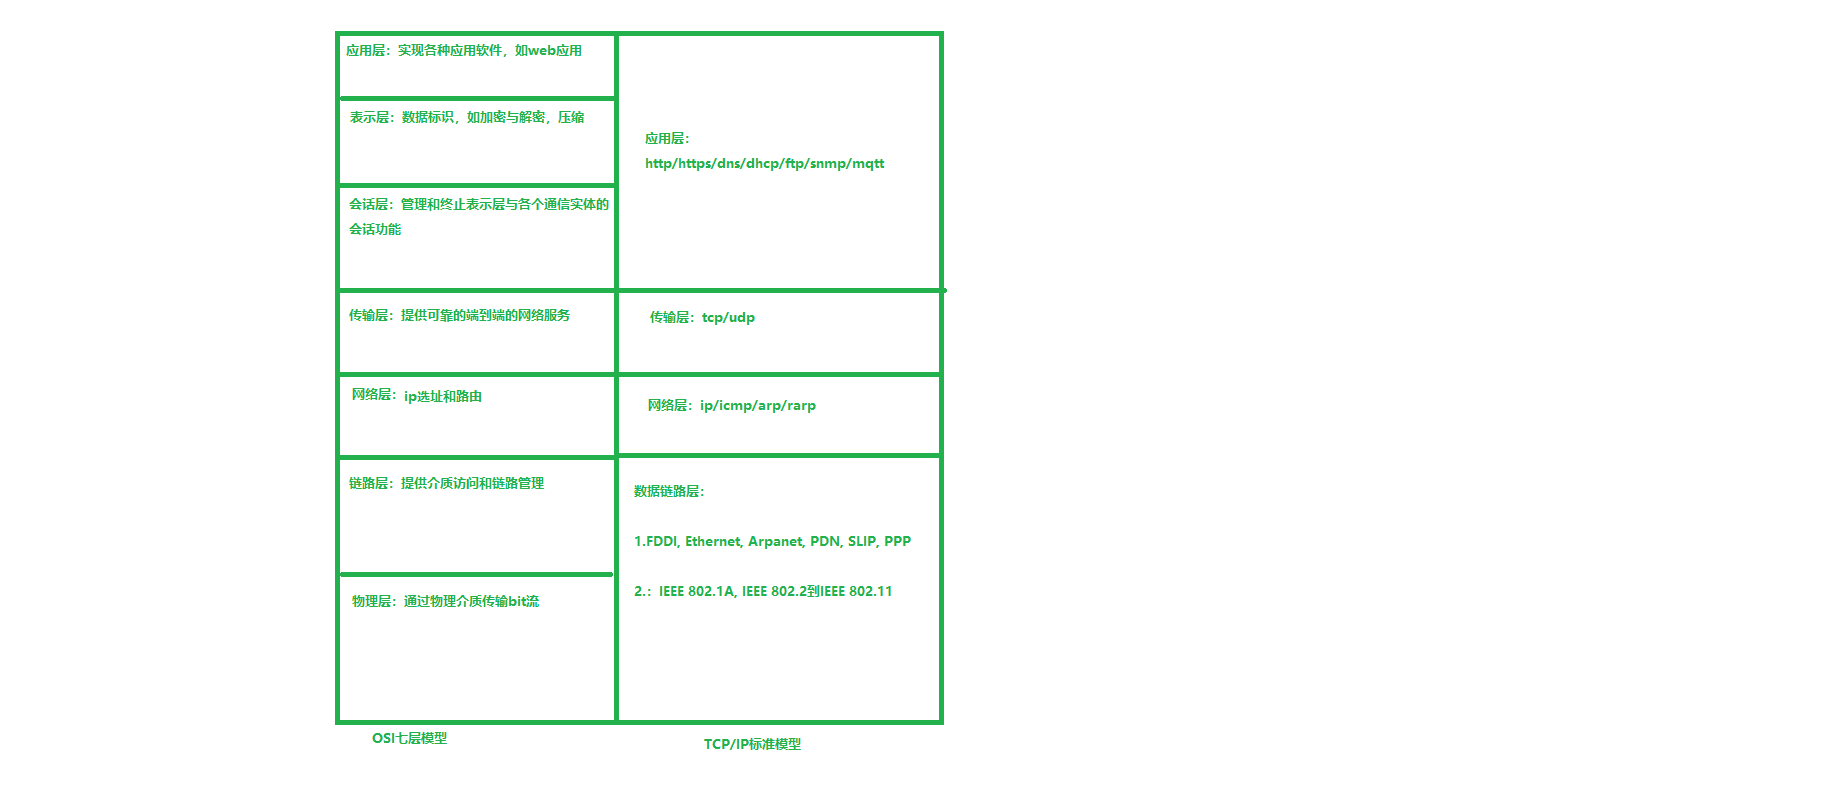 应用层：实现各种应用软件，如web应用
表示层：数据标识，如加密与解密，压缩
会话层：管理和终止表示层与各个通信实体的
会话功能
传输层：提供可靠的端到端的网络服务
网络层：ip选址和路由
链路层：提供介质访问和链路管理
物理层：通过物理介质传输bit流
OSI七层模型
应用层：
http/https/dns/dhcp/ftp/snmp/mqtt
传输层：tcp/udp
网络层：ip/icmp/arp/rarp
数据链路层：
1.FDDI, Ethernet, Arpanet, PDN, SLIP, PPP
2.：IEEE 802.1A, IEEE 802.2到IEEE 802.11
TCP/IP标准模型